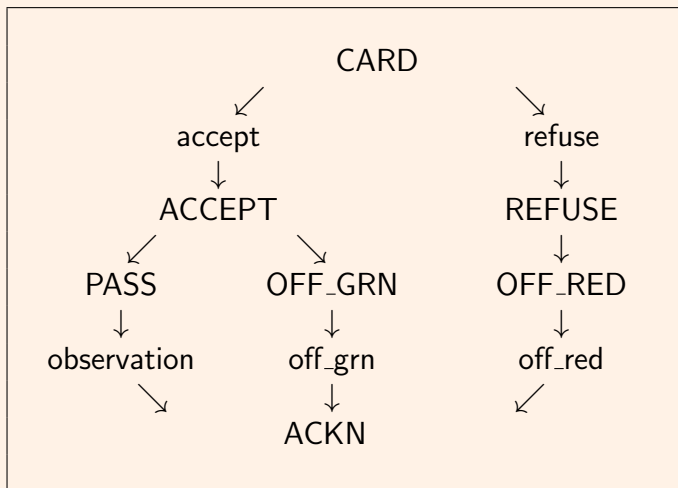 CARD
accept refuse
ACCEPT REFUSE
PASS OFF_GRN OFF_RED
observation off_grn off_red
ACKN